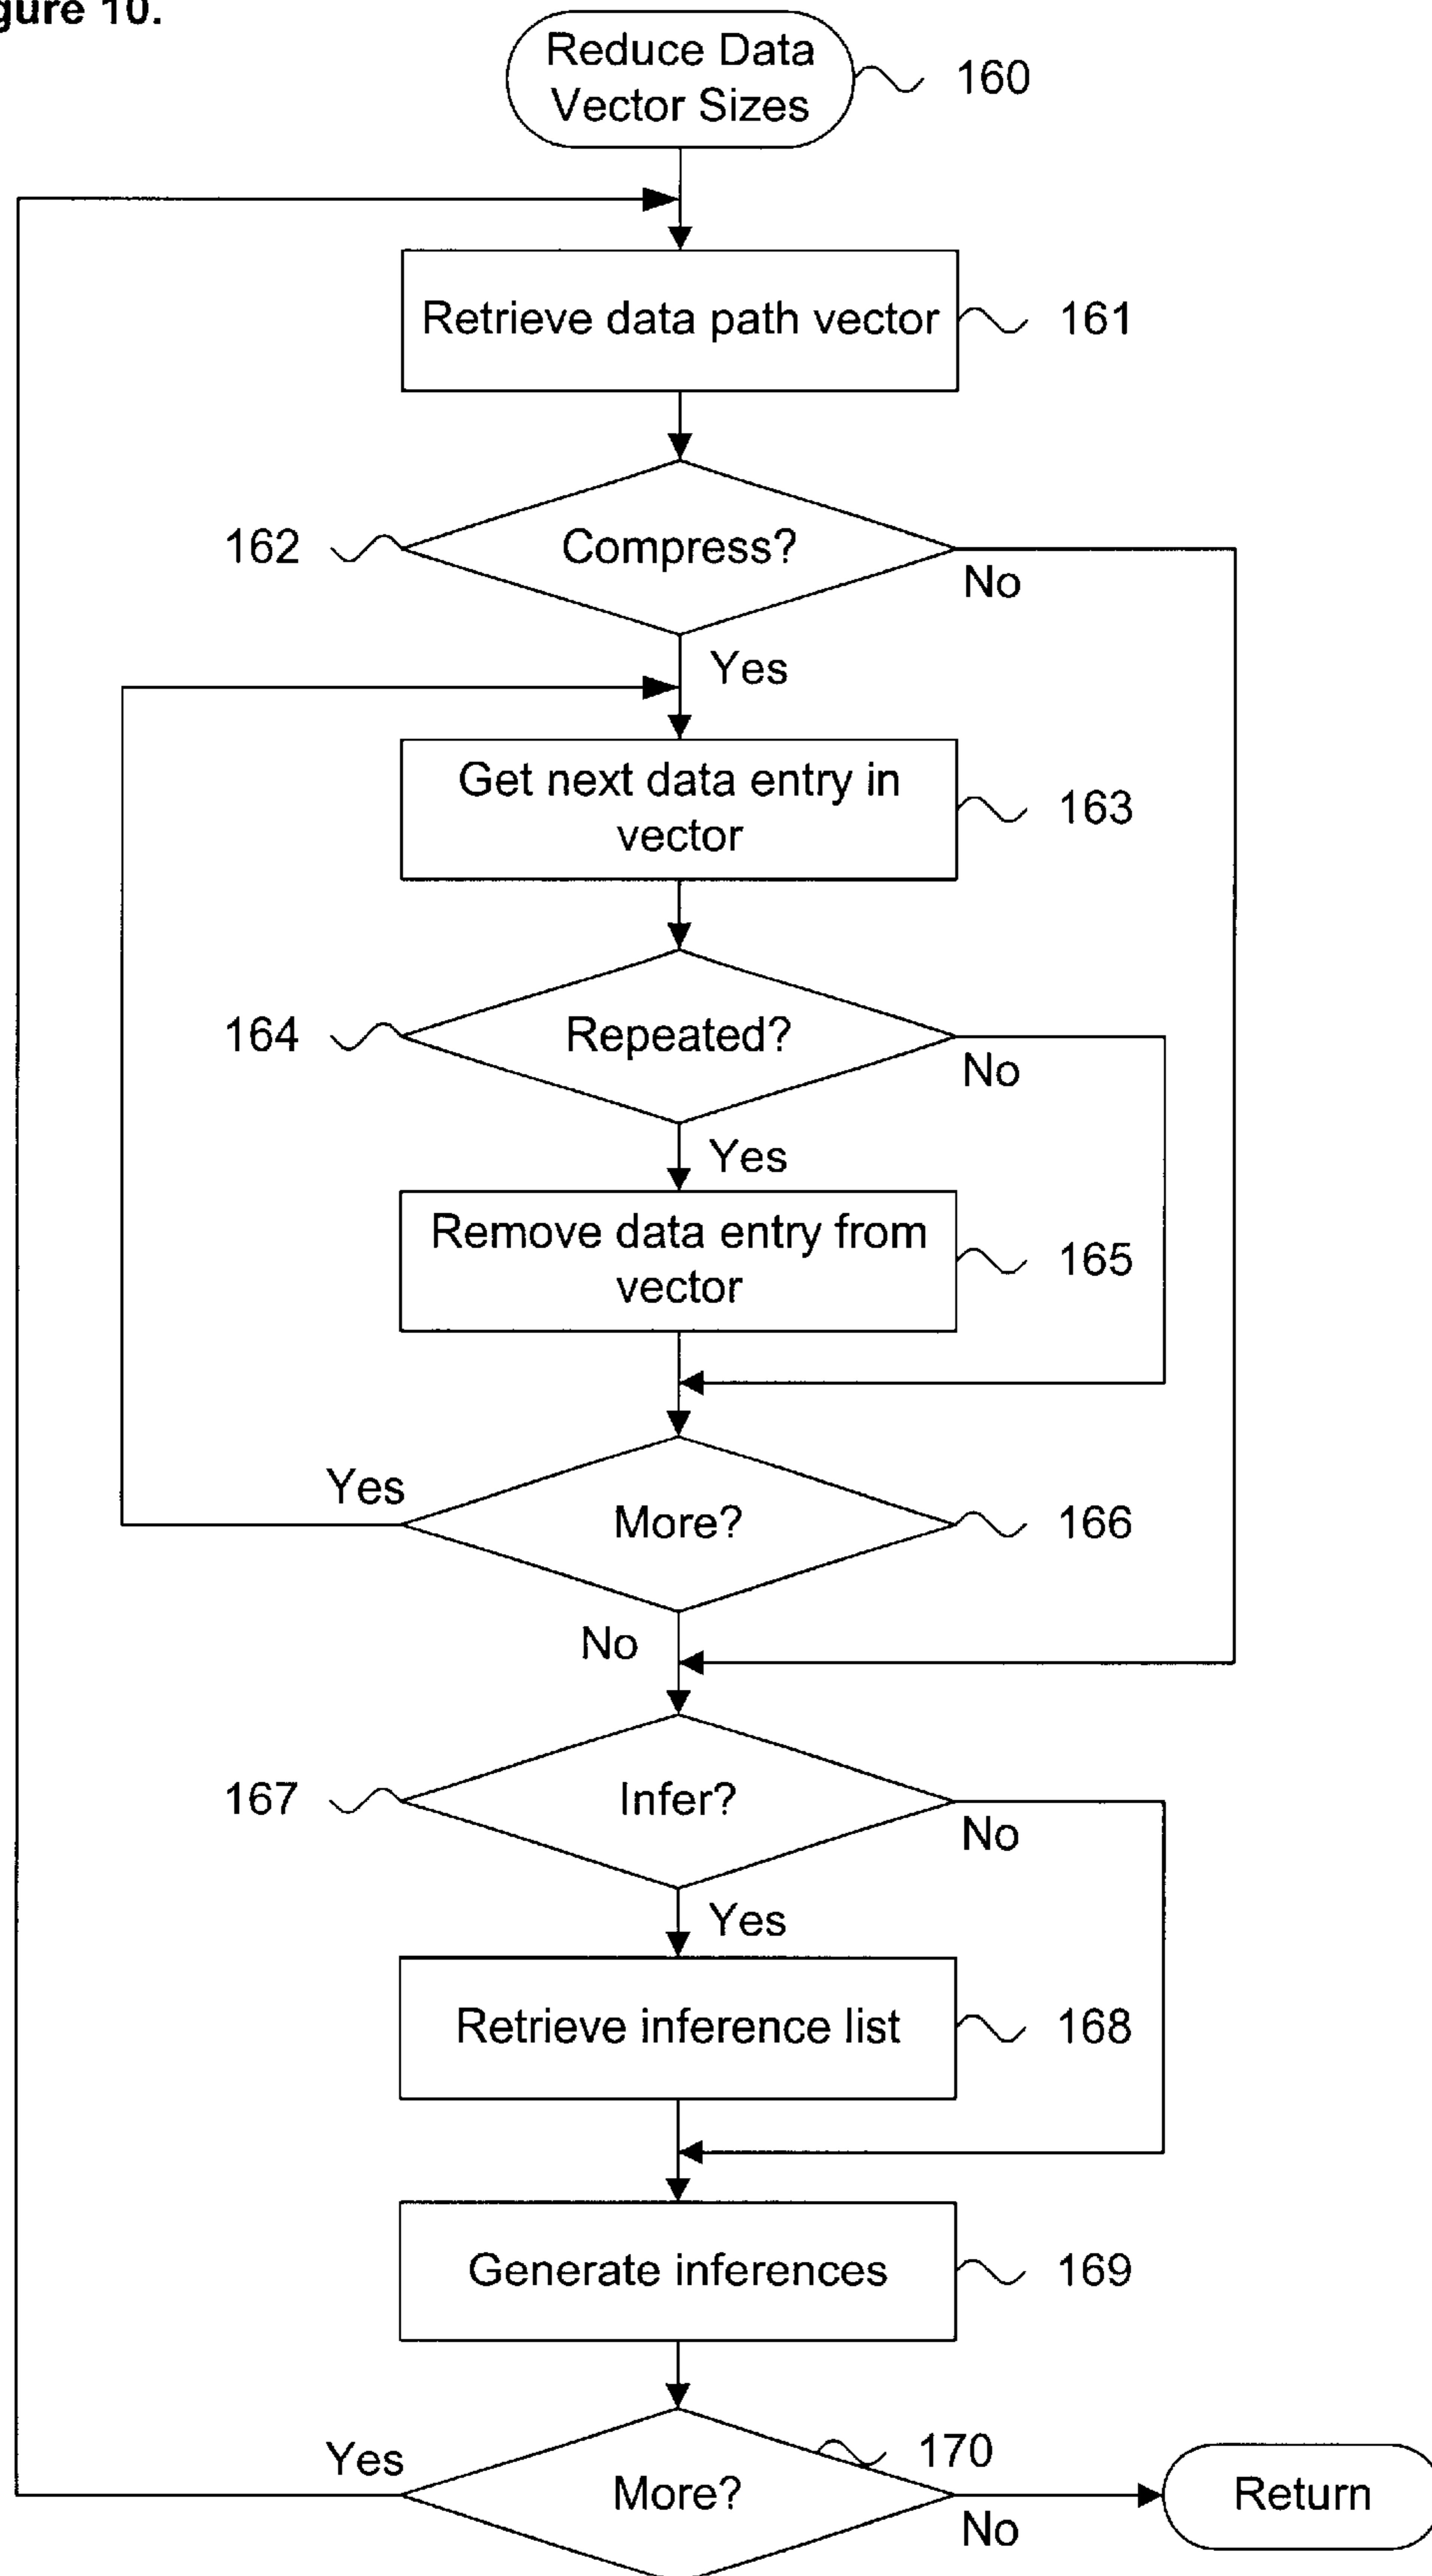 gure 10.
Reduce Data
Vector Sizes
160
Retrieve data path vector
161
162
Compress?
No
Yes
Get next data entry in
vector
163
164
Repeated?
No
Yes
Remove data entry from
vector
165
Yes
More?
166
No
167
Infer?
No
Yes
Retrieve inference list
168
Generate inferences
169
Yes
More?
170
No
Return